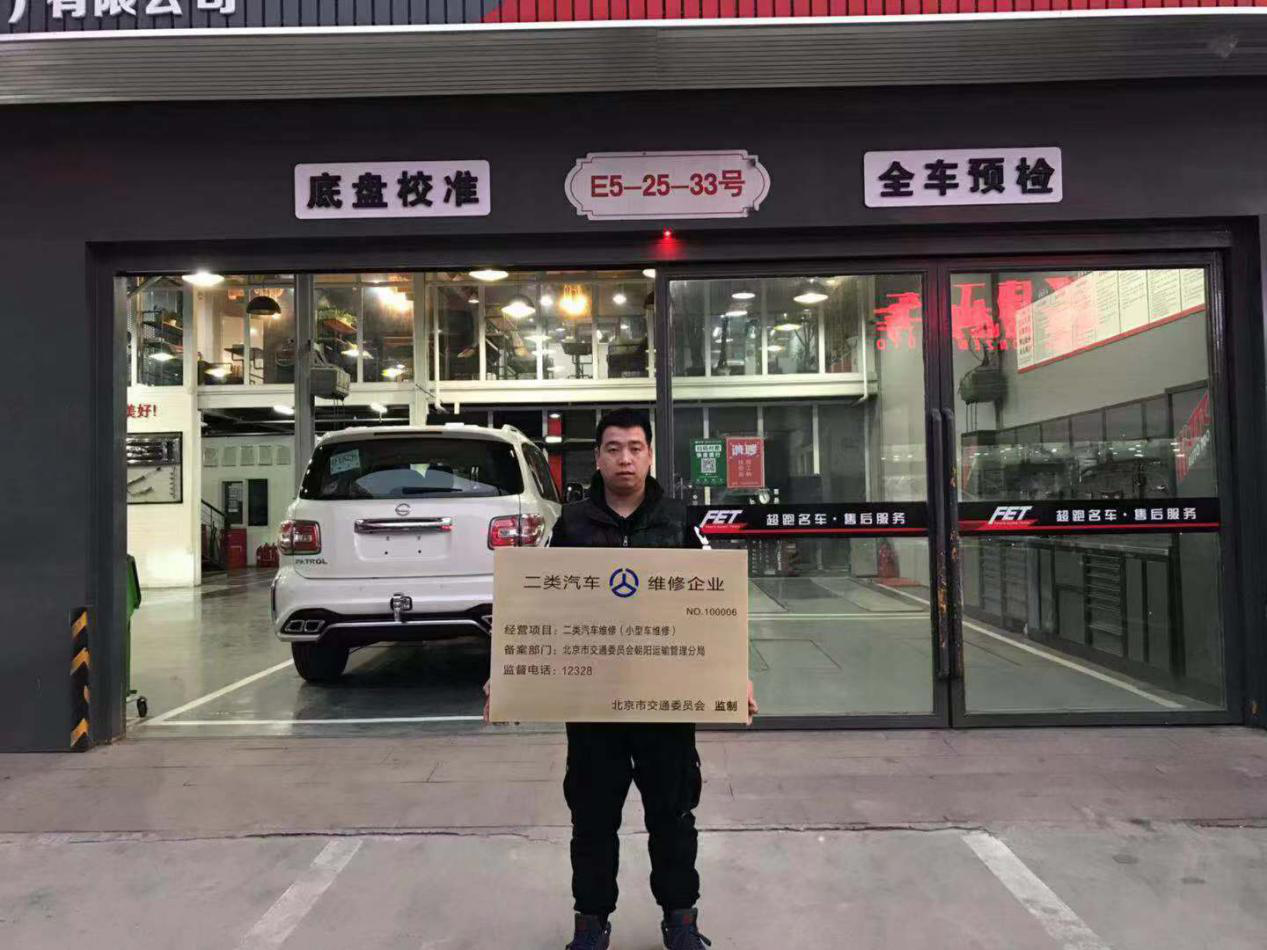 有限公司
底盘校准
E5-25-33号
全车预检
美好!
PATROL
FET 超跑名车·售后服务
FET 超跑名车·售后服务
二类汽车 维修企业
NO.100006
经营项目：二类汽车维修（小型车维修）
备案部门：北京市交通委员会朝阳运输管理分局
监督电话：12328
北京市交通委员会 监制